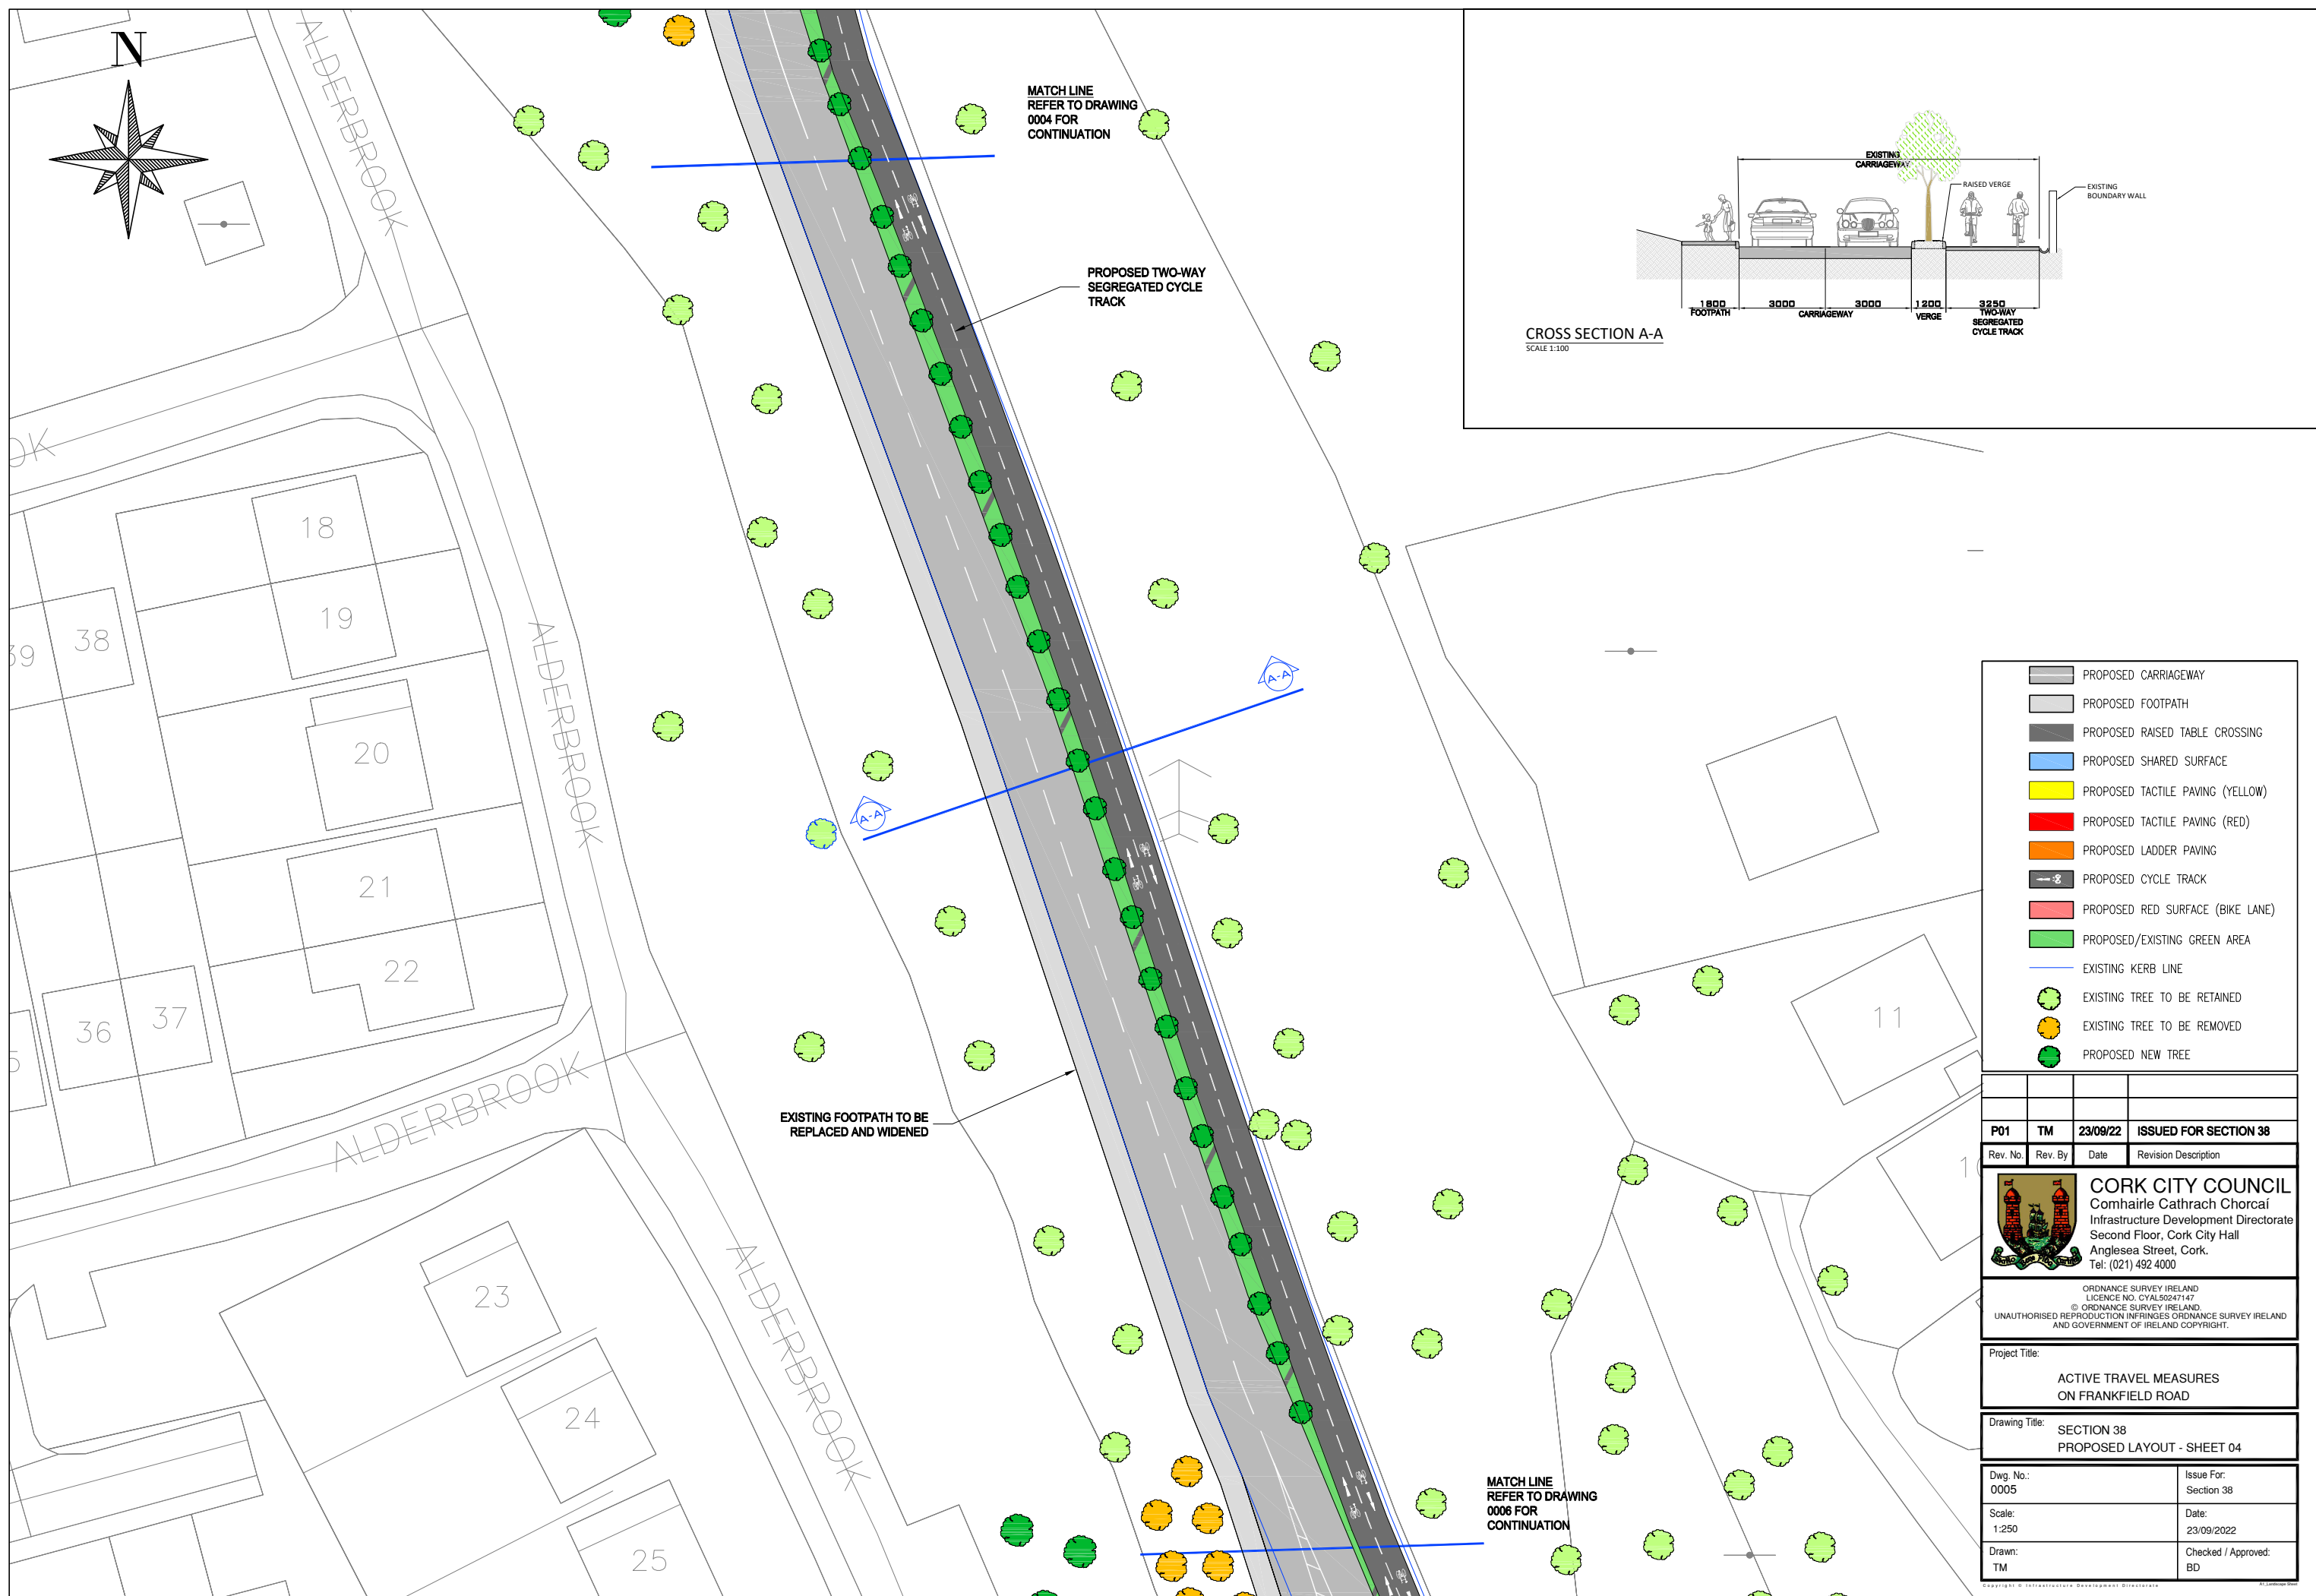 N
ALDERBROOK
MATCH LINE
REFER TO DRAWING
0004 FOR
CONTINUATION
PROPOSED TWO-WAY
SEGREGATED CYCLE
TRACK
EXISTING
CARRIAGEWAY
RAISED VERGE
EXISTING
BOUNDARY WALL
1800
3000
3000
1200
3250
FOOTPATH
CARRIAGEWAY
VERGE
TWO-WAY
SEGREGATED
CYCLE TRACK
CROSS SECTION A-A
SCALE 1:100
OK
18
19
39
38
ALDERBROOK
20
21
22
36
37
5
ALDERBROOK
A-A
A-A
EXISTING FOOTPATH TO BE
REPLACED AND WIDENED
ALDERBROOK
23
24
25
11
10
MATCH LINE
REFER TO DRAWING
0006 FOR
CONTINUATION
PROPOSED CARRIAGEWAY
PROPOSED FOOTPATH
PROPOSED RAISED TABLE CROSSING
PROPOSED SHARED SURFACE
PROPOSED TACTILE PAVING (YELLOW)
PROPOSED TACTILE PAVING (RED)
PROPOSED LADDER PAVING
PROPOSED CYCLE TRACK
PROPOSED RED SURFACE (BIKE LANE)
PROPOSED/EXISTING GREEN AREA
EXISTING KERB LINE
EXISTING TREE TO BE RETAINED
EXISTING TREE TO BE REMOVED
PROPOSED NEW TREE
P01 TM 23/09/22 ISSUED FOR SECTION 38
Rev. No. Rev. By Date Revision Description
CORK CITY COUNCIL
Comhairle Cathrach Chorcaí
Infrastructure Development Directorate
Second Floor, Cork City Hall
Anglesea Street, Cork.
Tel: (021) 492 4000
ORDNANCE SURVEY IRELAND
LICENCE NO. CYAL50247147
© ORDNANCE SURVEY IRELAND.
UNAUTHORISED REPRODUCTION INFRINGES ORDNANCE SURVEY IRELAND
AND GOVERNMENT OF IRELAND COPYRIGHT.
Project Title:
ACTIVE TRAVEL MEASURES
ON FRANKFIELD ROAD
Drawing Title:
SECTION 38
PROPOSED LAYOUT - SHEET 04
Dwg. No.:
0005
Issue For:
Section 38
Scale:
1:250
Date:
23/09/2022
Drawn:
TM
Checked / Approved:
BD
Copyright © Infrastructure Development Directorate
A1_Landscape Sheet